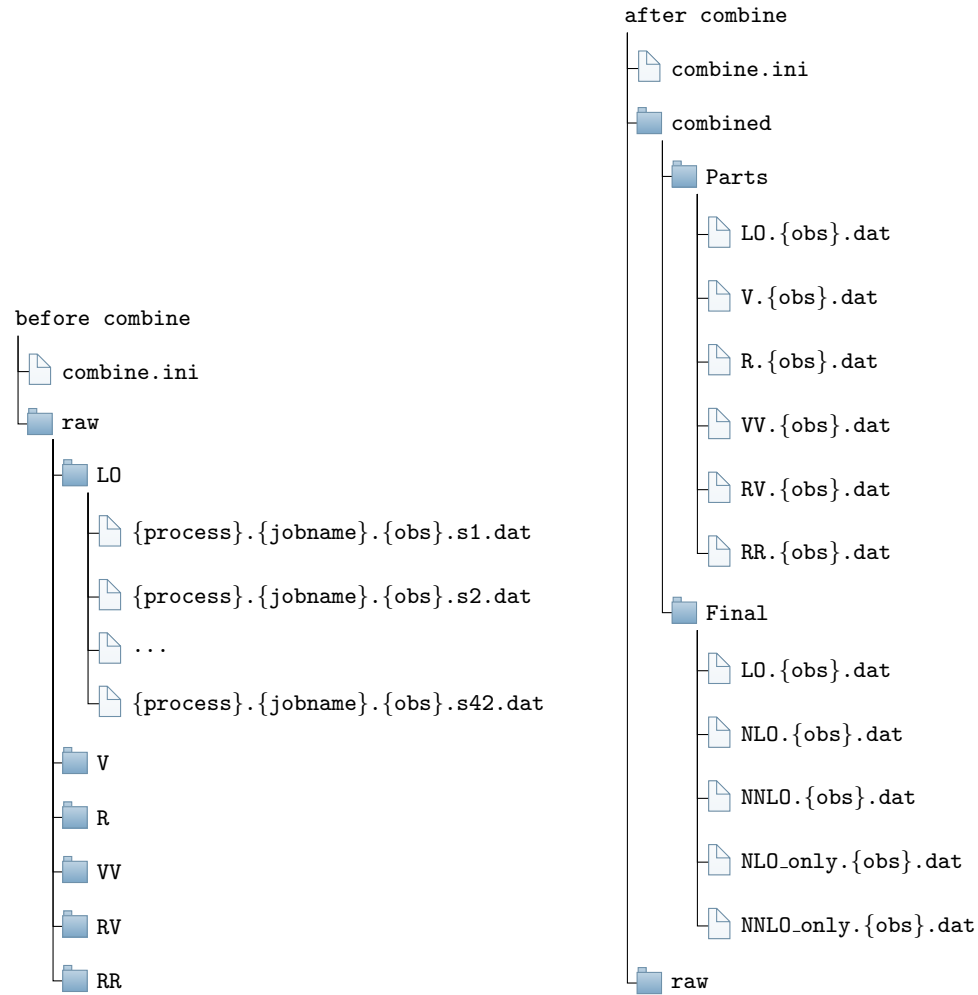 before combine
combine.ini
raw
LO
{process}.{jobname}.{obs}.s1.dat
{process}.{jobname}.{obs}.s2.dat
...
{process}.{jobname}.{obs}.s42.dat
V
R
VV
RV
RR
after combine
combine.ini
combined
Parts
LO.{obs}.dat
V.{obs}.dat
R.{obs}.dat
VV.{obs}.dat
RV.{obs}.dat
RR.{obs}.dat
Final
LO.{obs}.dat
NLO.{obs}.dat
NNLO.{obs}.dat
NLO_only.{obs}.dat
NNLO_only.{obs}.dat
raw